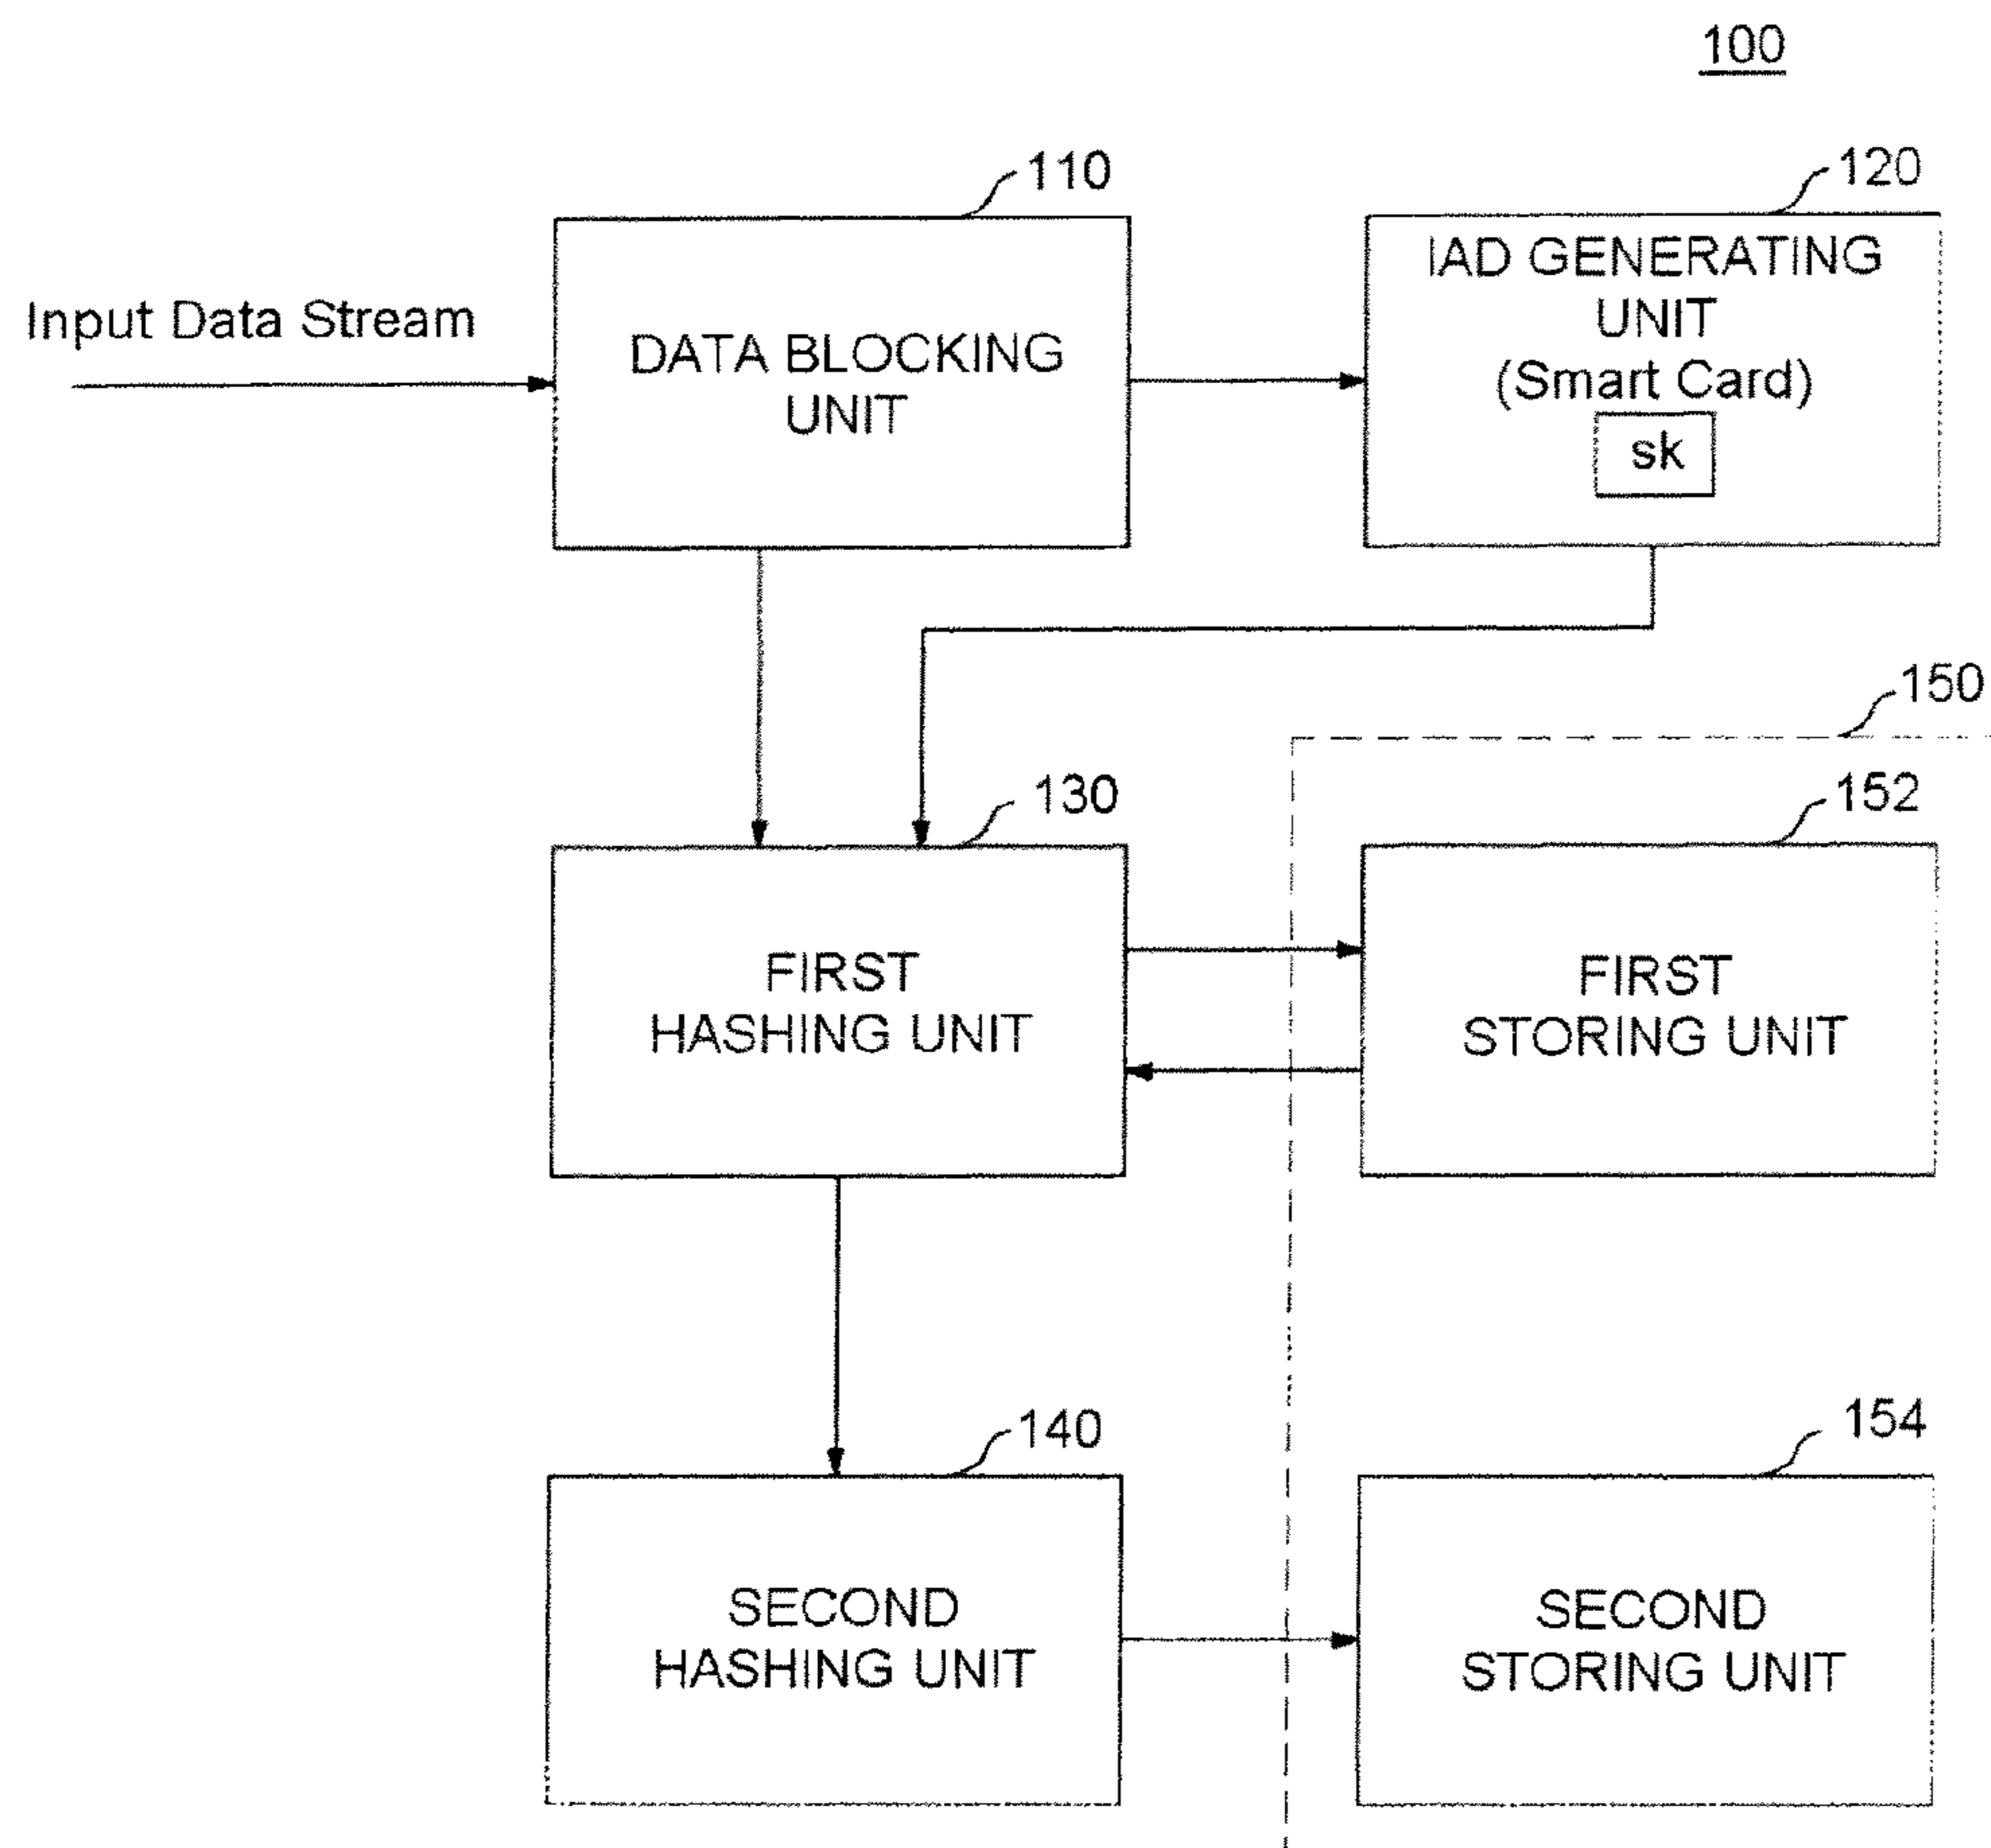 100
110
120
Input Data Stream
DATA BLOCKING
UNIT
IAD GENERATING
UNIT
(Smart Card)
sk
150
130
152
FIRST
HASHING UNIT
FIRST
STORING UNIT
140
154
SECOND
HASHING UNIT
SECOND
STORING UNIT